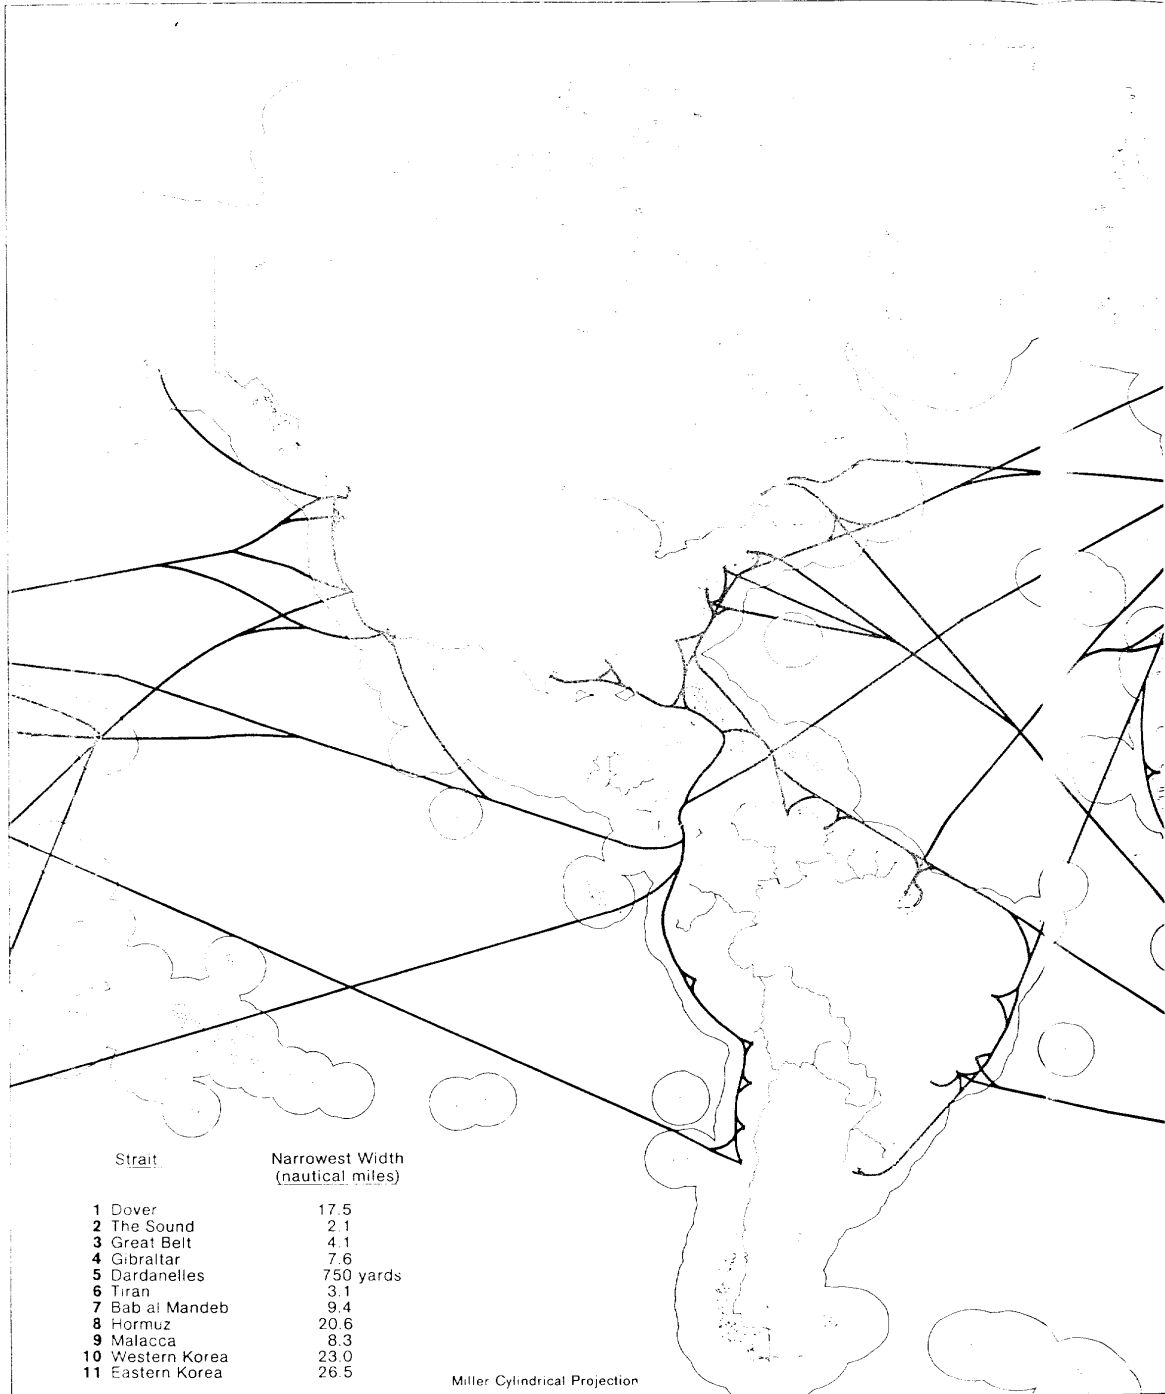 Strait Narrowest Width
(nautical miles)
1 Dover 17.5
2 The Sound 2.1
3 Great Belt 4.1
4 Gibraltar 7.6
5 Dardanelles 750 yards
6 Tiran 3.1
7 Bab al Mandeb 9.4
8 Hormuz 20.6
9 Malacca 8.3
10 Western Korea 23.0
11 Eastern Korea 26.5
Miller Cylindrical Projection